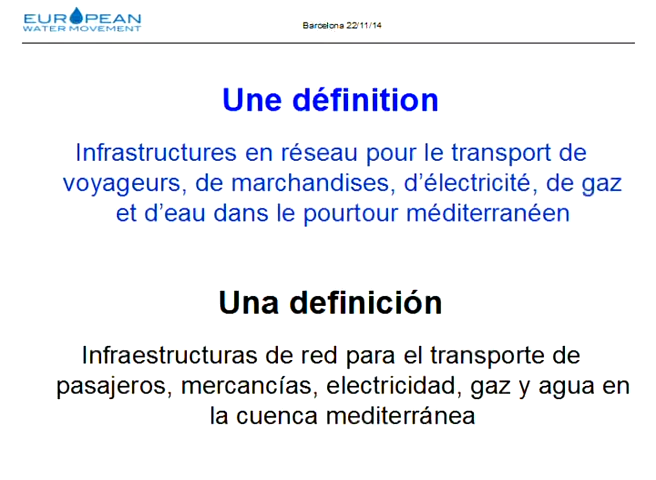 EUROPEAN
WATER MOVEMENT
Barcelona 22/11/14
Une définition
Infrastructures en réseau pour le transport de
voyageurs, de marchandises, d’électricité, de gaz
et d’eau dans le pourtour méditerranéen
Una definición
Infraestructuras de red para el transporte de
pasajeros, mercancías, electricidad, gaz y agua en
la cuenca mediterránea